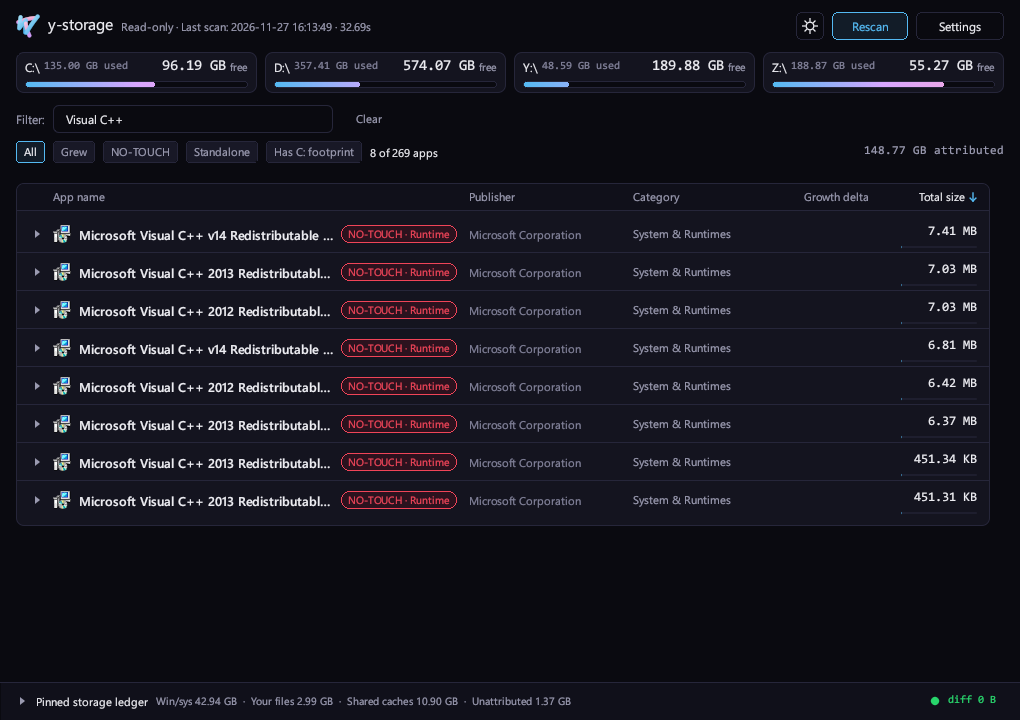 y-storage Read-only · Last scan: 2026-11-27 16:13:49 · 32.69s Rescan Settings
C:\ 135.00 GB used 96.19 GB free D:\ 357.41 GB used 574.07 GB free Y:\ 48.59 GB used 189.88 GB free Z:\ 188.87 GB used 55.27 GB free
Filter: Visual C++ Clear
All Grew NO-TOUCH Standalone Has C: footprint 8 of 269 apps 148.77 GB attributed
App name Publisher Category Growth delta Total size ↓
Microsoft Visual C++ v14 Redistributable ... NO-TOUCH · Runtime Microsoft Corporation System & Runtimes 7.41 MB
Microsoft Visual C++ 2013 Redistributabl... NO-TOUCH · Runtime Microsoft Corporation System & Runtimes 7.03 MB
Microsoft Visual C++ 2012 Redistributabl... NO-TOUCH · Runtime Microsoft Corporation System & Runtimes 7.03 MB
Microsoft Visual C++ v14 Redistributable ... NO-TOUCH · Runtime Microsoft Corporation System & Runtimes 6.81 MB
Microsoft Visual C++ 2012 Redistributabl... NO-TOUCH · Runtime Microsoft Corporation System & Runtimes 6.42 MB
Microsoft Visual C++ 2013 Redistributabl... NO-TOUCH · Runtime Microsoft Corporation System & Runtimes 6.37 MB
Microsoft Visual C++ 2013 Redistributabl... NO-TOUCH · Runtime Microsoft Corporation System & Runtimes 451.34 KB
Microsoft Visual C++ 2013 Redistributabl... NO-TOUCH · Runtime Microsoft Corporation System & Runtimes 451.31 KB
Pinned storage ledger Win/sys 42.94 GB · Your files 2.99 GB · Shared caches 10.90 GB · Unattributed 1.37 GB diff 0 B